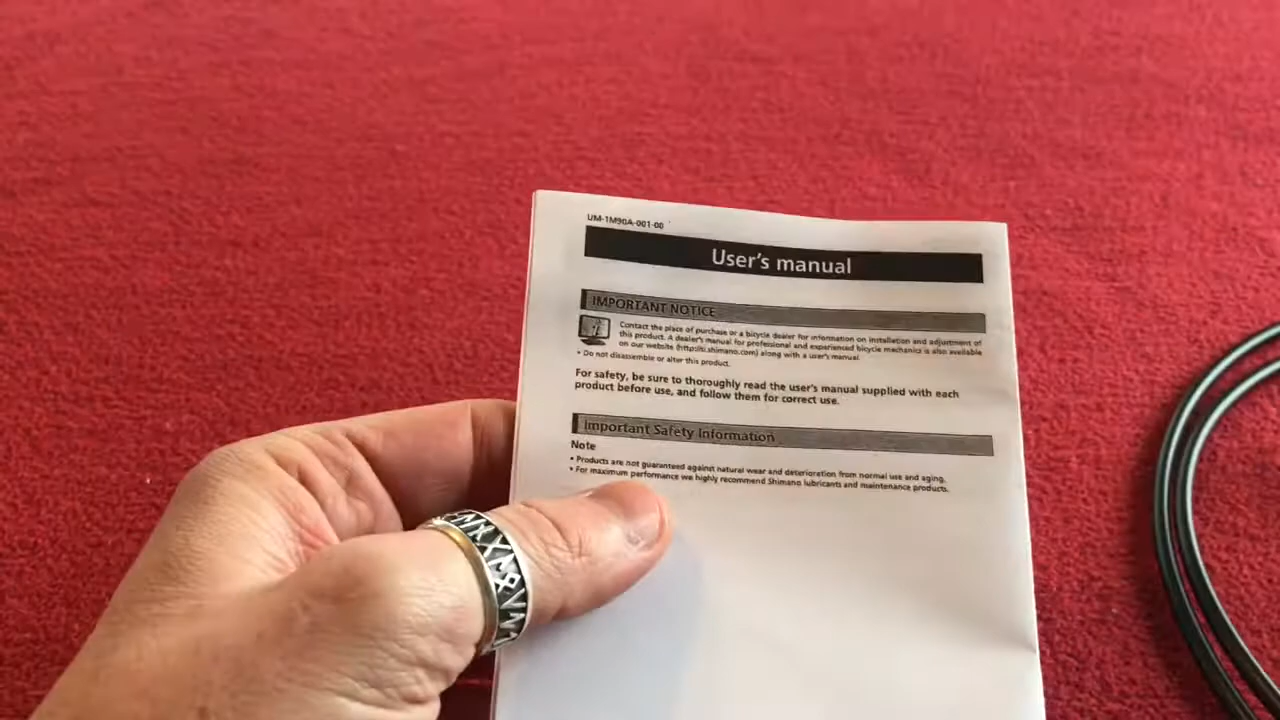 UM-1M90A-001-00
User's manual
IMPORTANT NOTICE
Contact the place of purchase or a bicycle dealer for information on installation and adjustment of
this product. A dealer's manual for professional and experienced bicycle mechanics is also available
on our website (http://si.shimano.com) along with a user's manual.
• Do not disassemble or alter this product.
For safety, be sure to thoroughly read the user's manual supplied with each
product before use, and follow them for correct use.
Important Safety Information
Note
• Products are not guaranteed against natural wear and deterioration from normal use and aging.
• For maximum performance we highly recommend Shimano lubricants and maintenance products.